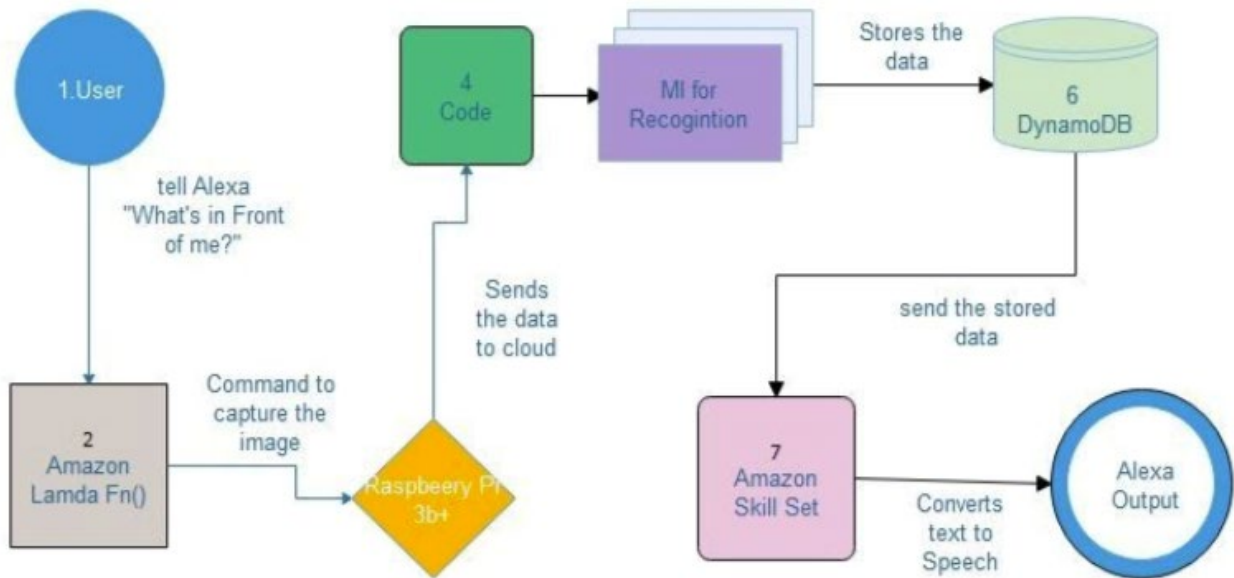 1.User
tell Alexa
"What's in Front
of me?"
2
Amazon
Lamda Fn()
Command to
capture the
image
Raspbeery Pi
3b+
Sends
the data
to cloud
4
Code
MI for
Recogintion
Stores the
data
6
DynamoDB
send the stored
data
7
Amazon
Skill Set
Converts
text to
Speech
Alexa
Output